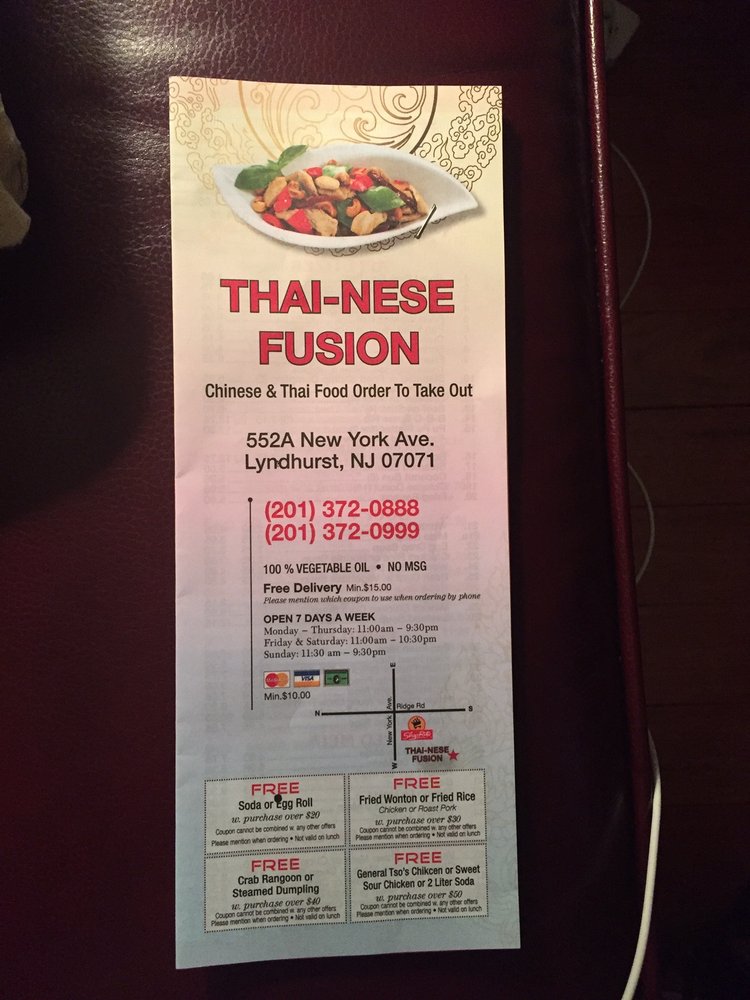 THAI-NESE
FUSION
Chinese & Thai Food Order To Take Out
552A New York Ave.
Lyndhurst, NJ 07071
(201) 372-0888
(201) 372-0999
100 % VEGETABLE OIL • NO MSG
Free Delivery Min.$15.00
Please mention which coupon to use when ordering by phone
OPEN 7 DAYS A WEEK
Monday – Thursday: 11:00am – 9:30pm
Friday & Saturday: 11:00am – 10:30pm
Sunday: 11:30 am – 9:30pm
VISA
Min.$10.00
E
N
S
W
Ridge Rd
New York Ave.
ShopRite
THAI-NESE
FUSION
FREE
Soda or Egg Roll
w. purchase over $20
Coupon cannot be combined w. any other offers
Please mention when ordering • Not valid on lunch
FREE
Fried Wonton or Fried Rice
Chicken or Roast Pork
w. purchase over $30
Coupon cannot be combined w. any other offers
Please mention when ordering • Not valid on lunch
FREE
Crab Rangoon or
Steamed Dumpling
w. purchase over $40
Coupon cannot be combined w. any other offers
Please mention when ordering • Not valid on lunch
FREE
General Tso's Chikcen or Sweet
Sour Chicken or 2 Liter Soda
w. purchase over $50
Coupon cannot be combined w. any other offers
Please mention when ordering • Not valid on lunch